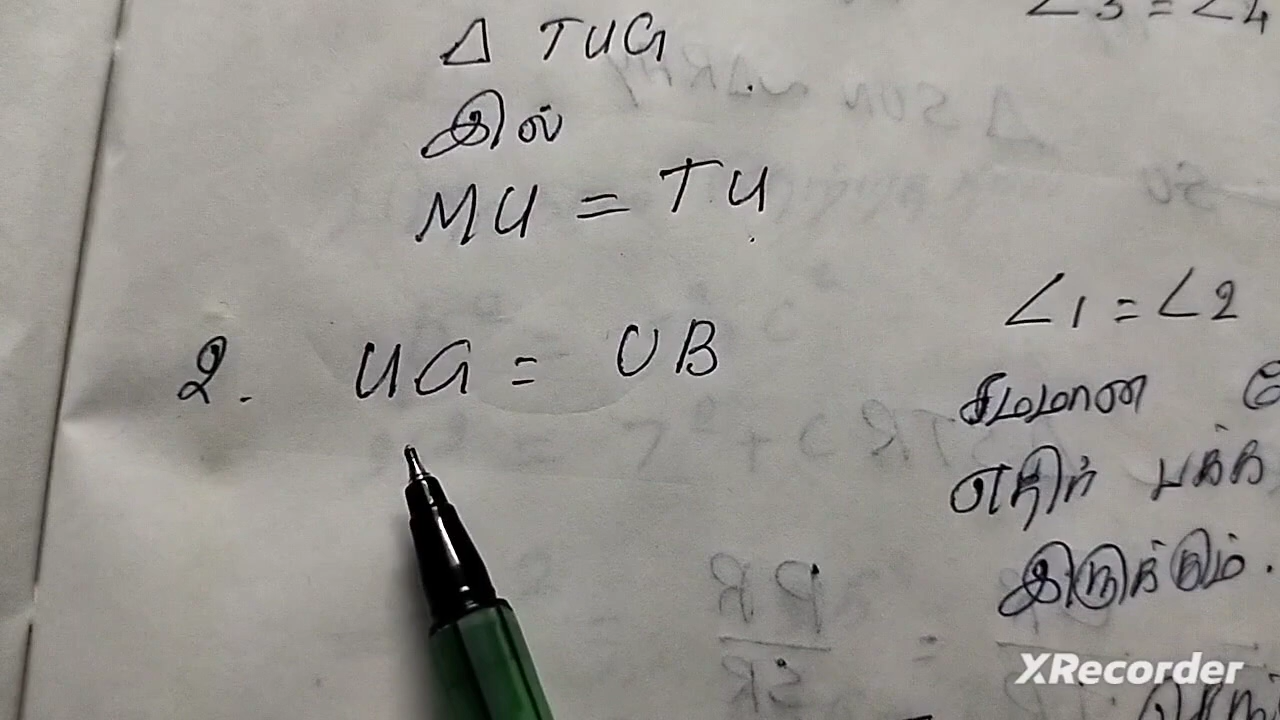 ∠3 = ∠4
Δ TUG
இல்
MU = TU
2. UG = UB
∠1 = ∠2
சமமான
எதிர் பக்க
இருக்கும்.
XRecorder